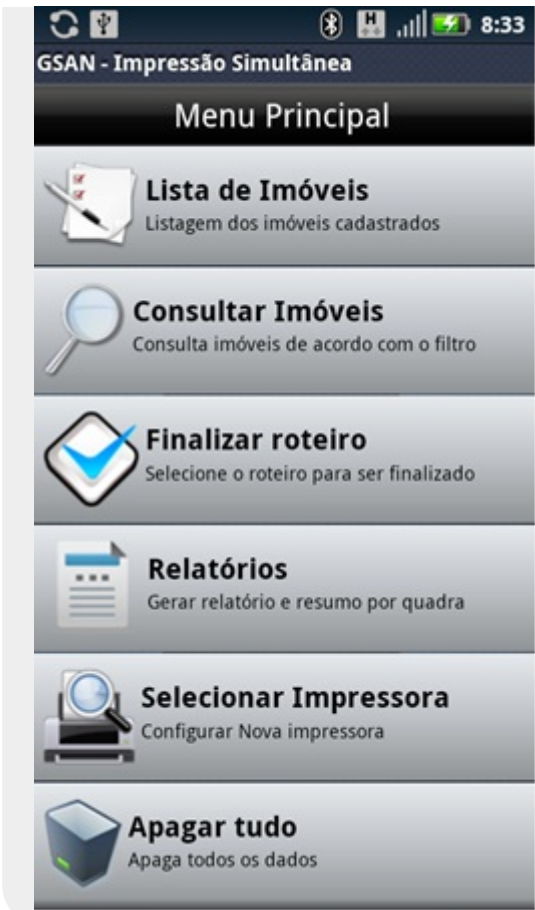 8:33
GSAN - Impressão Simultânea
Menu Principal
Lista de Imóveis
Listagem dos imóveis cadastrados
Consultar Imóveis
Consulta imóveis de acordo com o filtro
Finalizar roteiro
Selecione o roteiro para ser finalizado
Relatórios
Gerar relatório e resumo por quadra
Selecionar Impressora
Configurar Nova impressora
Apagar tudo
Apaga todos os dados